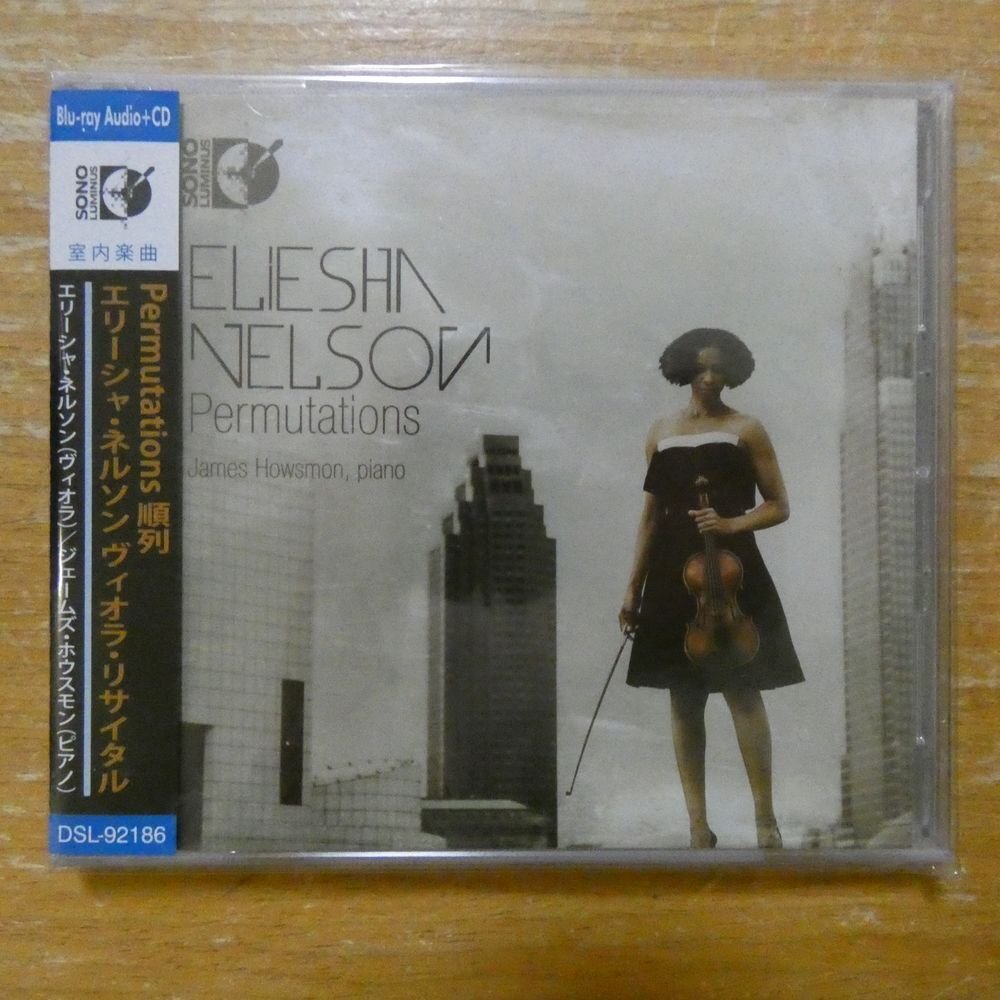 Blu-ray Audio+CD
SONO
LUMINUS
室内楽曲
Permutations 順列
エリーシャ・ネルソン ヴィオラ・リサイタル
エリーシャ・ネルソン(ヴィオラ)/ジェームズ・ホウスモン(ピアノ)
DSL-92186
SONO
LUMINUS
ELIESHA
NELSON
Permutations
James Howsmon, piano